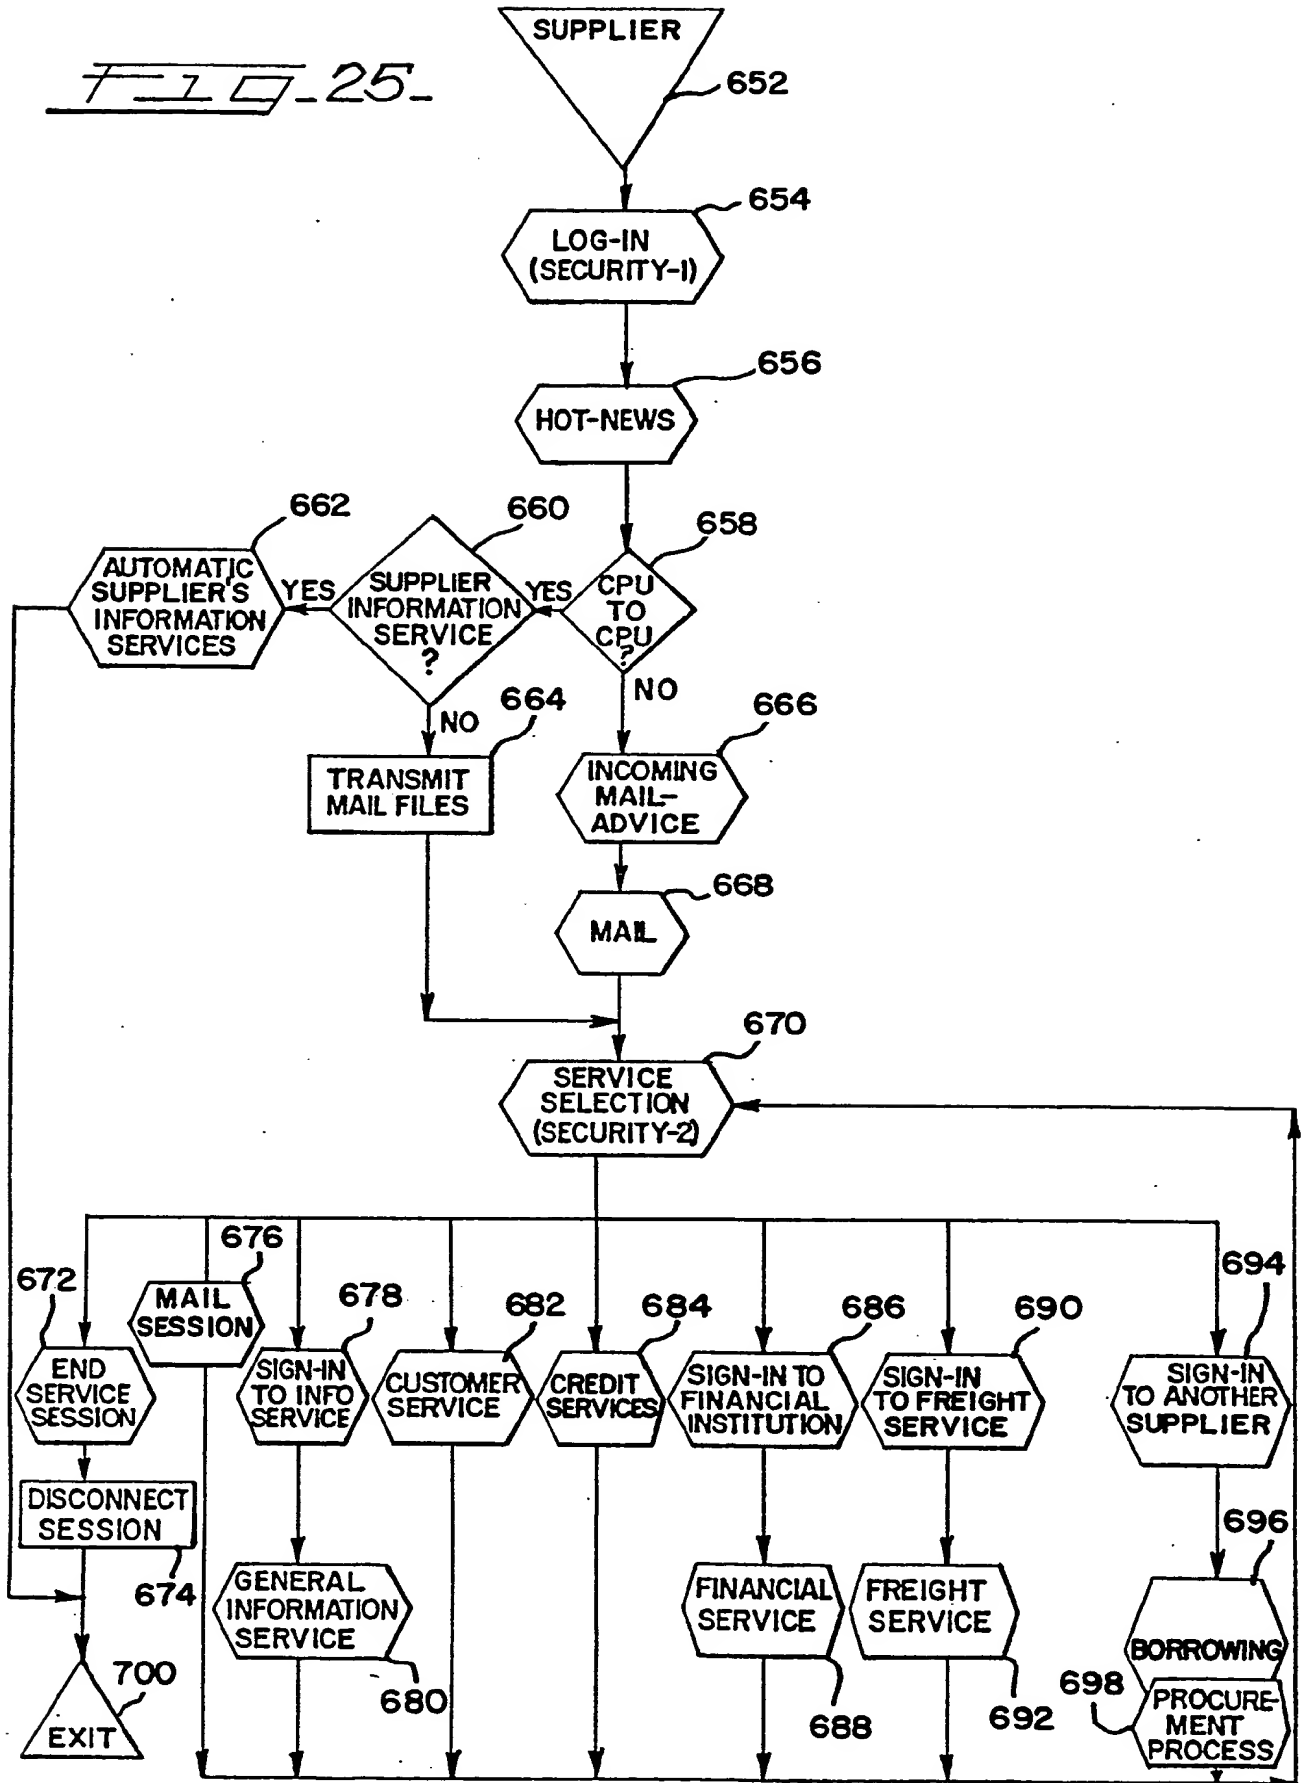 Fig-25-
SUPPLIER
652
654
LOG-IN
(SECURITY-1)
656
HOT-NEWS
658
CPU
TO
CPU
?
YES
NO
660
SUPPLIER
INFORMATION
SERVICE
?
YES
NO
662
AUTOMATIC
SUPPLIER'S
INFORMATION
SERVICES
664
TRANSMIT
MAIL FILES
666
INCOMING
MAIL-
ADVICE
668
MAIL
670
SERVICE
SELECTION
(SECURITY-2)
672
END
SERVICE
SESSION
DISCONNECT
SESSION
674
700
EXIT
676
MAIL
SESSION
678
SIGN-IN
TO INFO
SERVICE
GENERAL
INFORMATION
SERVICE
680
682
CUSTOMER
SERVICE
684
CREDIT
SERVICES
686
SIGN-IN TO
FINANCIAL
INSTITUTION
FINANCIAL
SERVICE
688
690
SIGN-IN
TO FREIGHT
SERVICE
FREIGHT
SERVICE
692
694
SIGN-IN
TO ANOTHER
SUPPLIER
696
BORROWING
698
PROCURE-
MENT
PROCESS